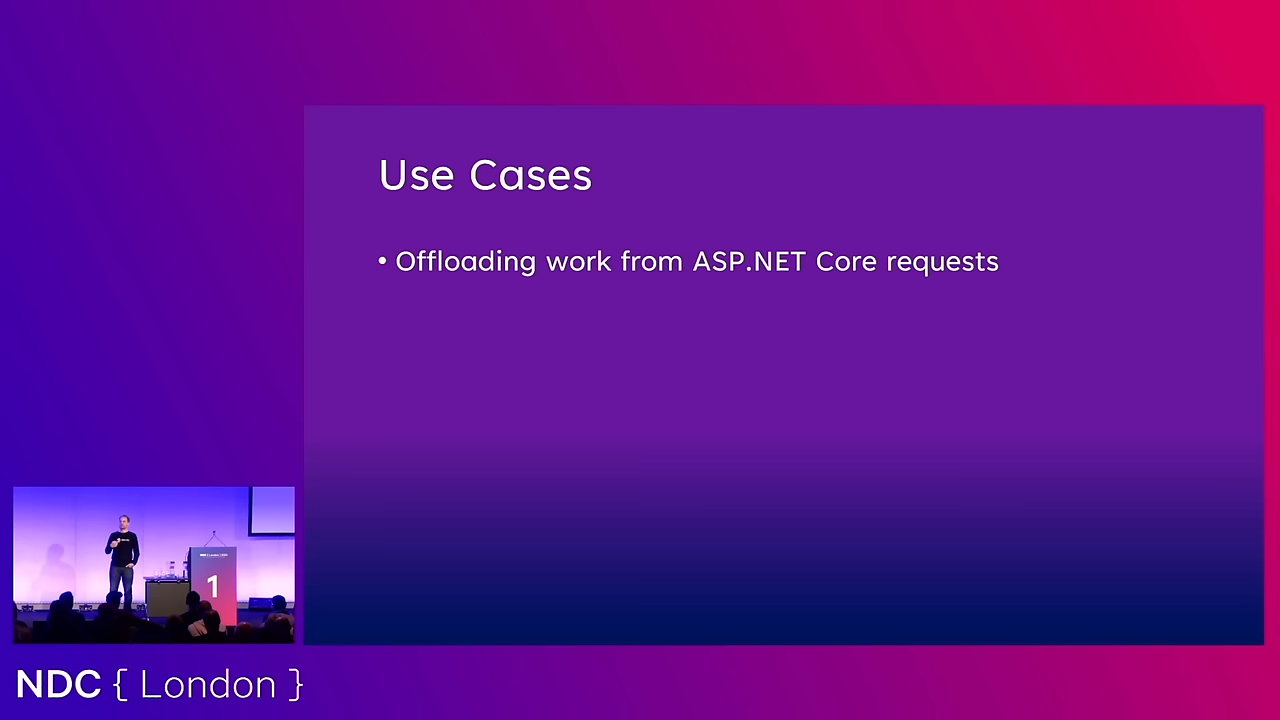 Use Cases
• Offloading work from ASP.NET Core requests
1
NDC { London }